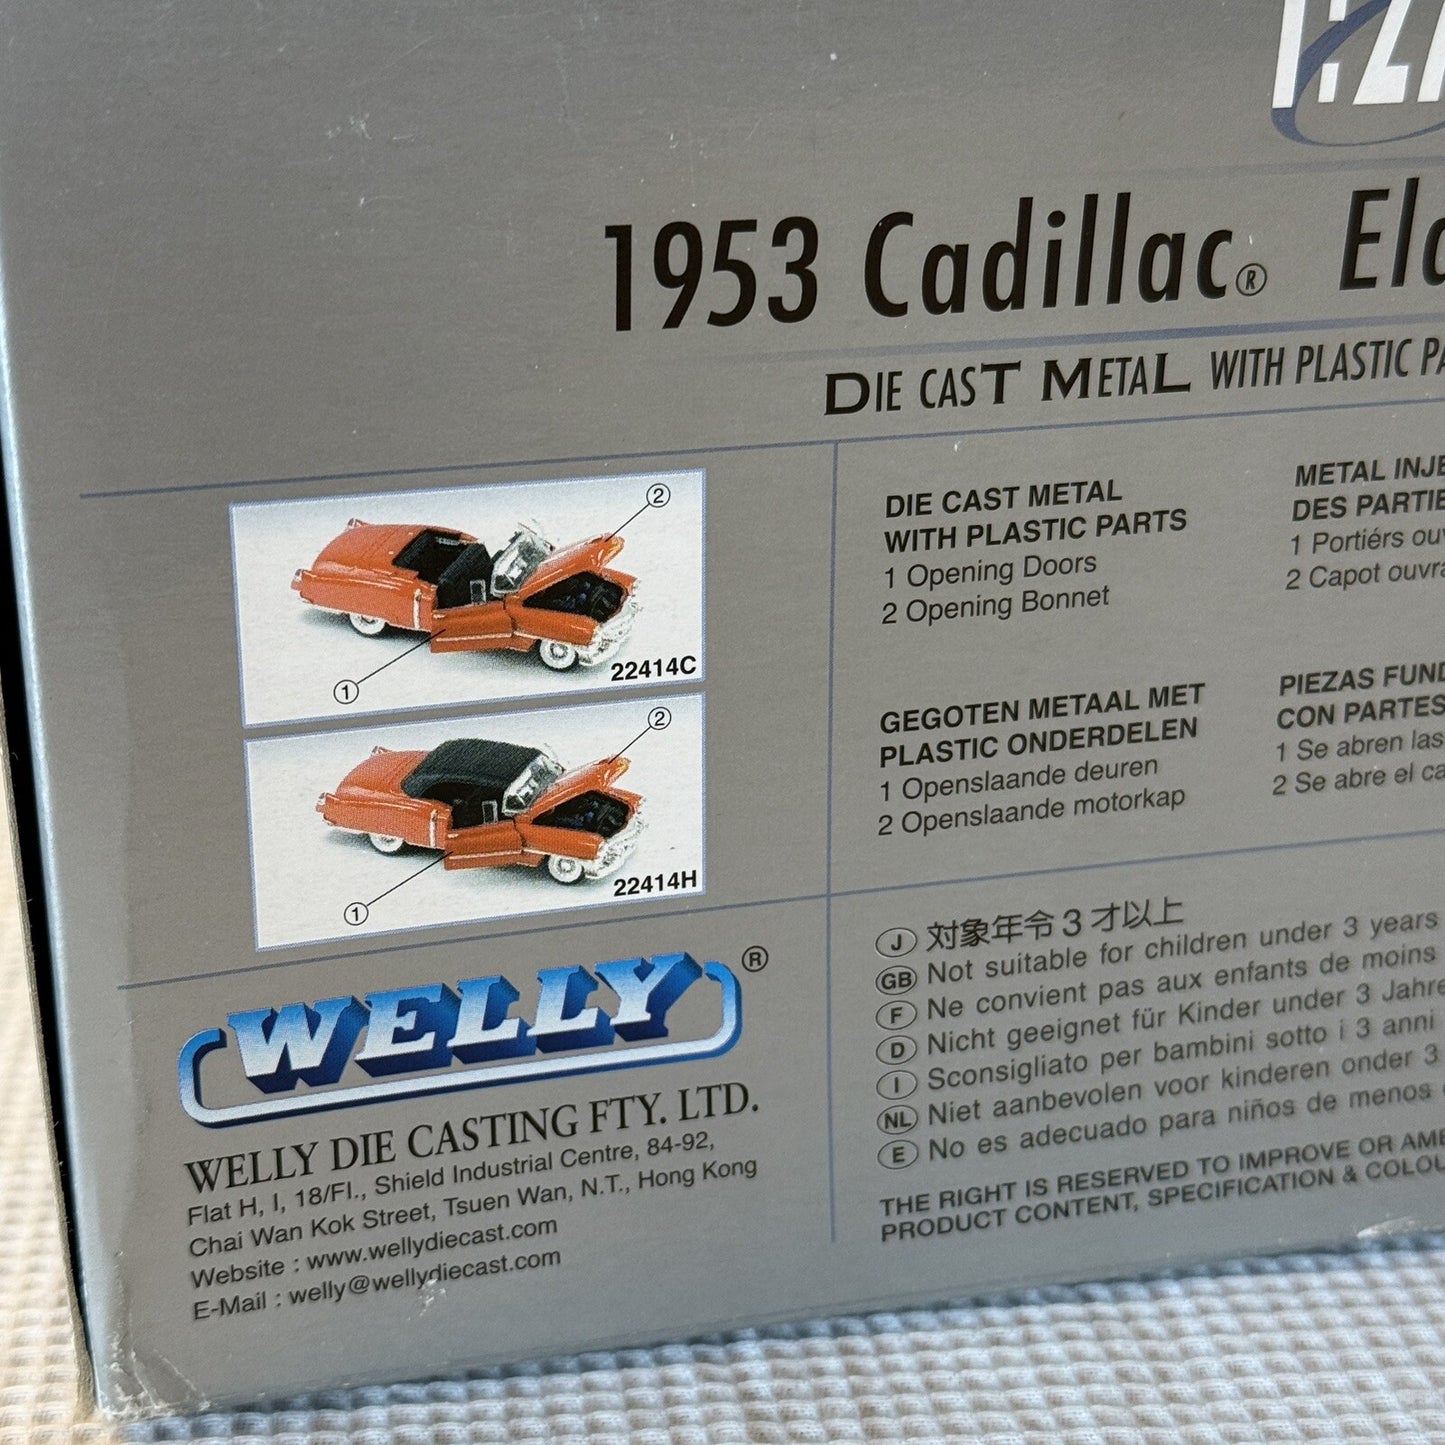 1953 Cadillac®
DIE CAST METAL WITH PLASTIC
2
1
22414C
2
1
22414H
DIE CAST METAL
WITH PLASTIC PARTS
1 Opening Doors
2 Opening Bonnet
METAL
DES
1 Portiérs
2 Capot
GEGOTEN METAAL MET
PLASTIC ONDERDELEN
1 Openslaande deuren
2 Openslaande motorkap
PIEZAS
CON PARTES
1 Se abren las
2 Se abre el
WELLY®
WELLY DIE CASTING FTY. LTD.
Flat H, I, 18/Fl., Shield Industrial Centre, 84-92,
Chai Wan Kok Street, Tsuen Wan, N.T., Hong Kong
Website : www.wellydiecast.com
E-Mail : welly@wellydiecast.com
J 対象年令3才以上
GB Not suitable for children under 3 years
F Ne convient pas aux enfants de moins
D Nicht geeignet für Kinder under 3 Jahre
I Sconsigliato per bambini sotto i 3 anni
NL Niet aanbevolen voor kinderen onder 3
E No es adecuado para niños de menos
THE RIGHT IS RESERVED TO IMPROVE OR
PRODUCT CONTENT, SPECIFICATION &